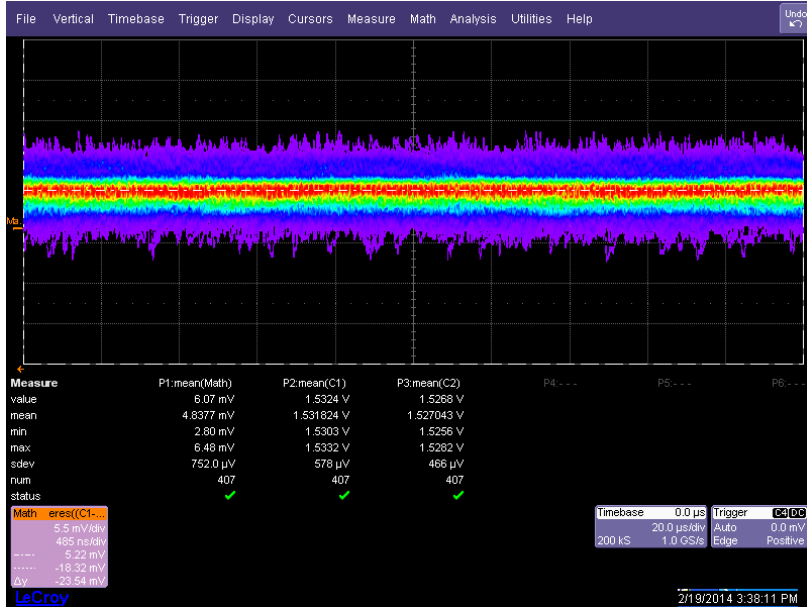 File Vertical Timebase Trigger Display Cursors Measure Math Analysis Utilities Help Undo
Ma
Measure P1:mean(Math) P2:mean(C1) P3:mean(C2) P4:- - - P5:- - - P6:- - -
value 6.07 mV 1.5324 V 1.5268 V
mean 4.8377 mV 1.531824 V 1.527043 V
min 2.80 mV 1.5303 V 1.5256 V
max 6.48 mV 1.5332 V 1.5282 V
sdev 752.0 µV 578 µV 466 µV
num 407 407 407
status
Math eres((C1-...
5.5 mV/div
485 ns/div
5.22 mV
-18.32 mV
Δy -23.54 mV
Timebase 0.0 µs
20.0 µs/div
200 kS 1.0 GS/s
Trigger C4 DC
Auto 0.0 mV
Edge Positive
LeCroy
2/19/2014 3:38:11 PM